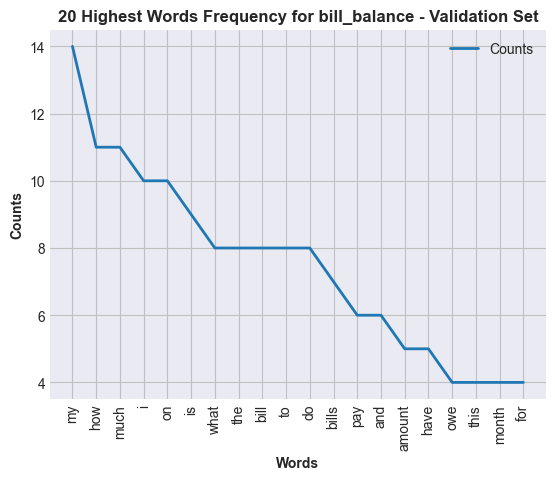 20 Highest Words Frequency for bill_balance - Validation Set
Counts
14
12
10
8
6
4
Counts
my
how
much
i
on
is
what
the
bill
to
do
bills
pay
and
amount
have
owe
this
month
for
Words